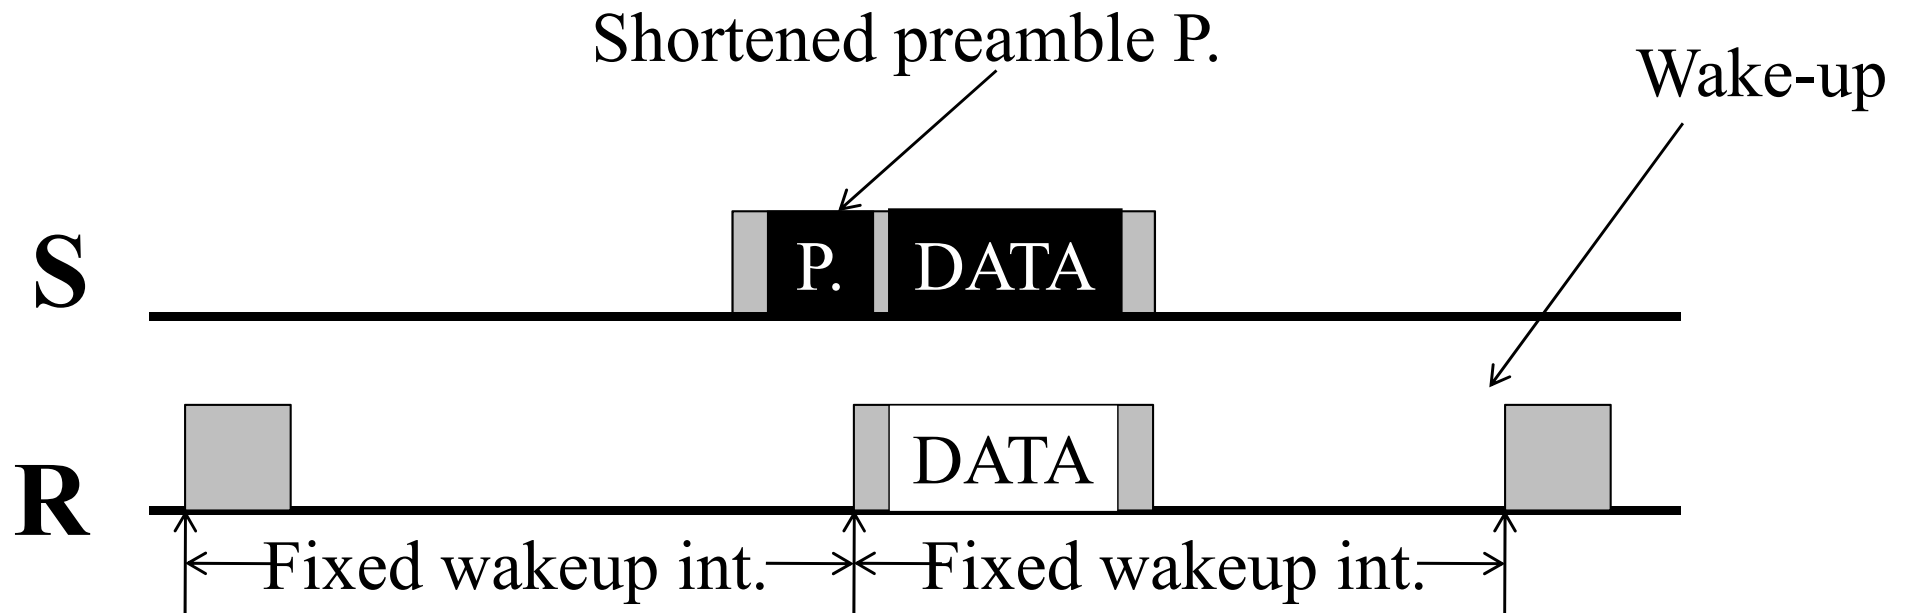 Shortened preamble P.
Wake-up
S
P. DATA
R
DATA
Fixed wakeup int. Fixed wakeup int.